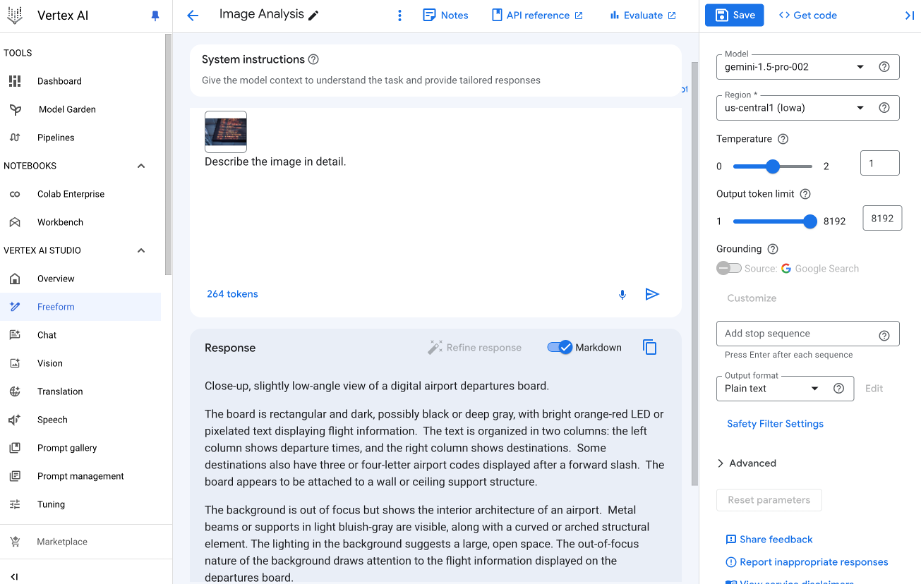 Vertex AI
TOOLS
Dashboard
Model Garden
Pipelines
NOTEBOOKS
Colab Enterprise
Workbench
VERTEX AI STUDIO
Overview
Freeform
Chat
Vision
Translation
Speech
Prompt gallery
Prompt management
Tuning
Marketplace
Image Analysis
Notes
API reference
Evaluate
System instructions
Give the model context to understand the task and provide tailored responses
Describe the image in detail.
264 tokens
Response
Refine response
Markdown
Close-up, slightly low-angle view of a digital airport departures board.
The board is rectangular and dark, possibly black or deep gray, with bright orange-red LED or
pixelated text displaying flight information. The text is organized in two columns: the left
column shows departure times, and the right column shows destinations. Some
destinations also have three or four-letter airport codes displayed after a forward slash. The
board appears to be attached to a wall or ceiling support structure.
The background is out of focus but shows the interior architecture of an airport. Metal
beams or supports in light bluish-gray are visible, along with a curved or arched structural
element. The lighting in the background suggests a large, open space. The out-of-focus
nature of the background draws attention to the flight information displayed on the
departures board.
Save
Get code
Model
gemini-1.5-pro-002
Region *
us-central1 (Iowa)
Temperature
0 2 1
Output token limit
1 8192 8192
Grounding
Source: Google Search
Customize
Add stop sequence
Press Enter after each sequence
Output format
Plain text
Edit
Safety Filter Settings
Advanced
Reset parameters
Share feedback
Report inappropriate responses
View service disclaimers